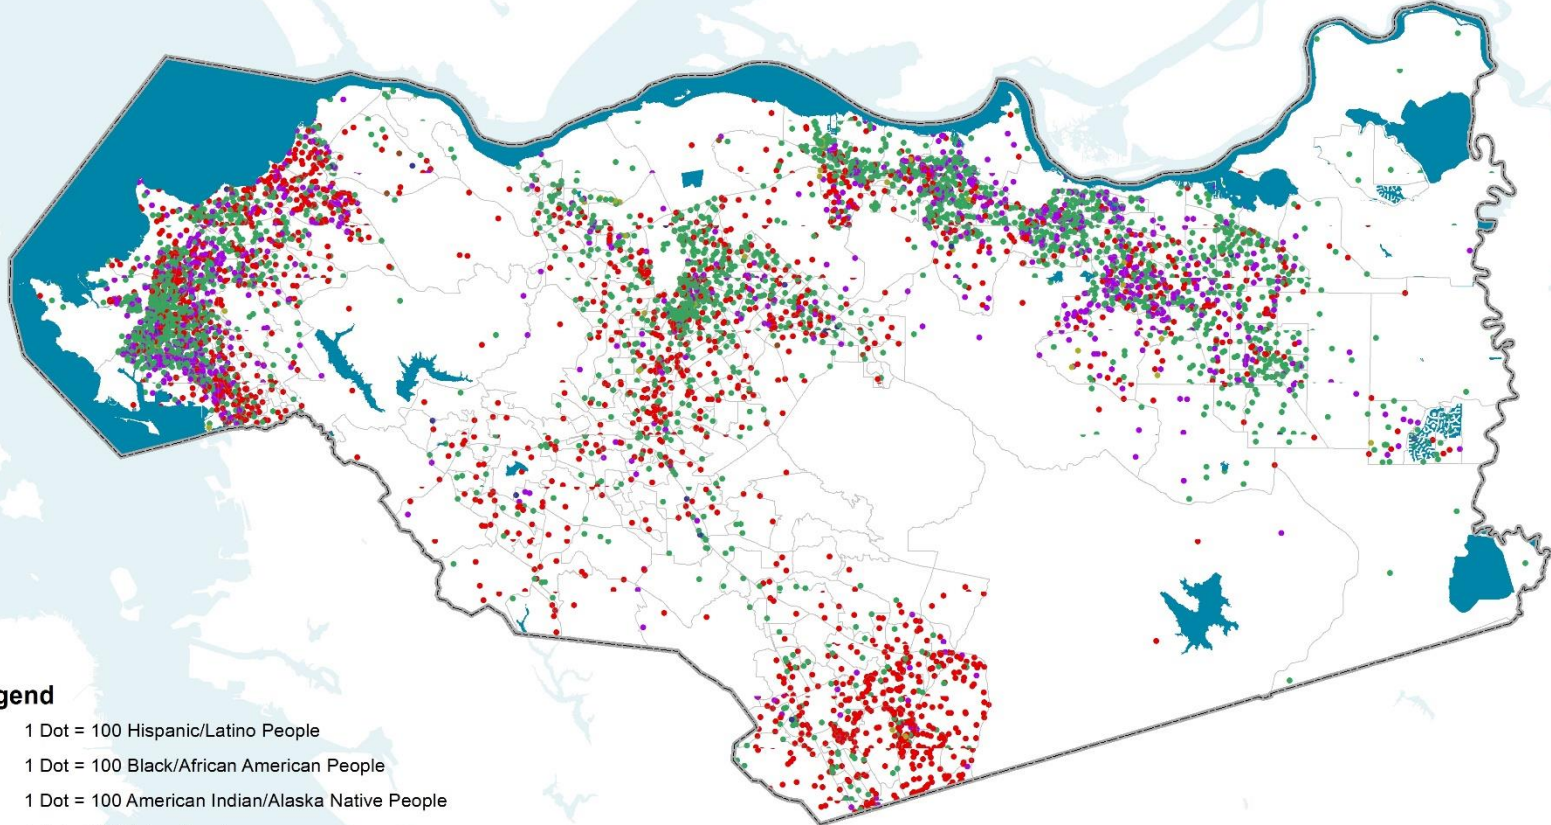 gend
1 Dot = 100 Hispanic/Latino People
1 Dot = 100 Black/African American People
1 Dot = 100 American Indian/Alaska Native People